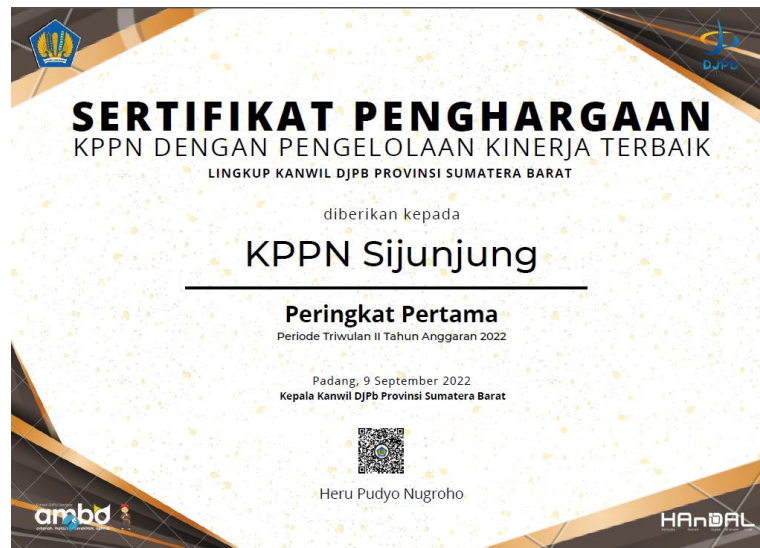 DJPb
SERTIFIKAT PENGHARGAAN
KPPN DENGAN PENGELOLAAN KINERJA TERBAIK
LINGKUP KANWIL DJPB PROVINSI SUMATERA BARAT
diberikan kepada
KPPN Sijunjung
Peringkat Pertama
Periode Triwulan II Tahun Anggaran 2022
Padang, 9 September 2022
Kepala Kanwil DJPb Provinsi Sumatera Barat
Heru Pudyo Nugroho
ambo
HAnDAL